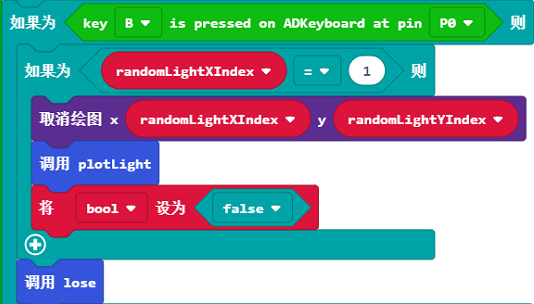 如果为 key B is pressed on ADKeyboard at pin P0 则
如果为 randomLightXIndex = 1 则
取消绘图 x randomLightXIndex y randomLightYIndex
调用 plotLight
将 bool 设为 false
调用 lose